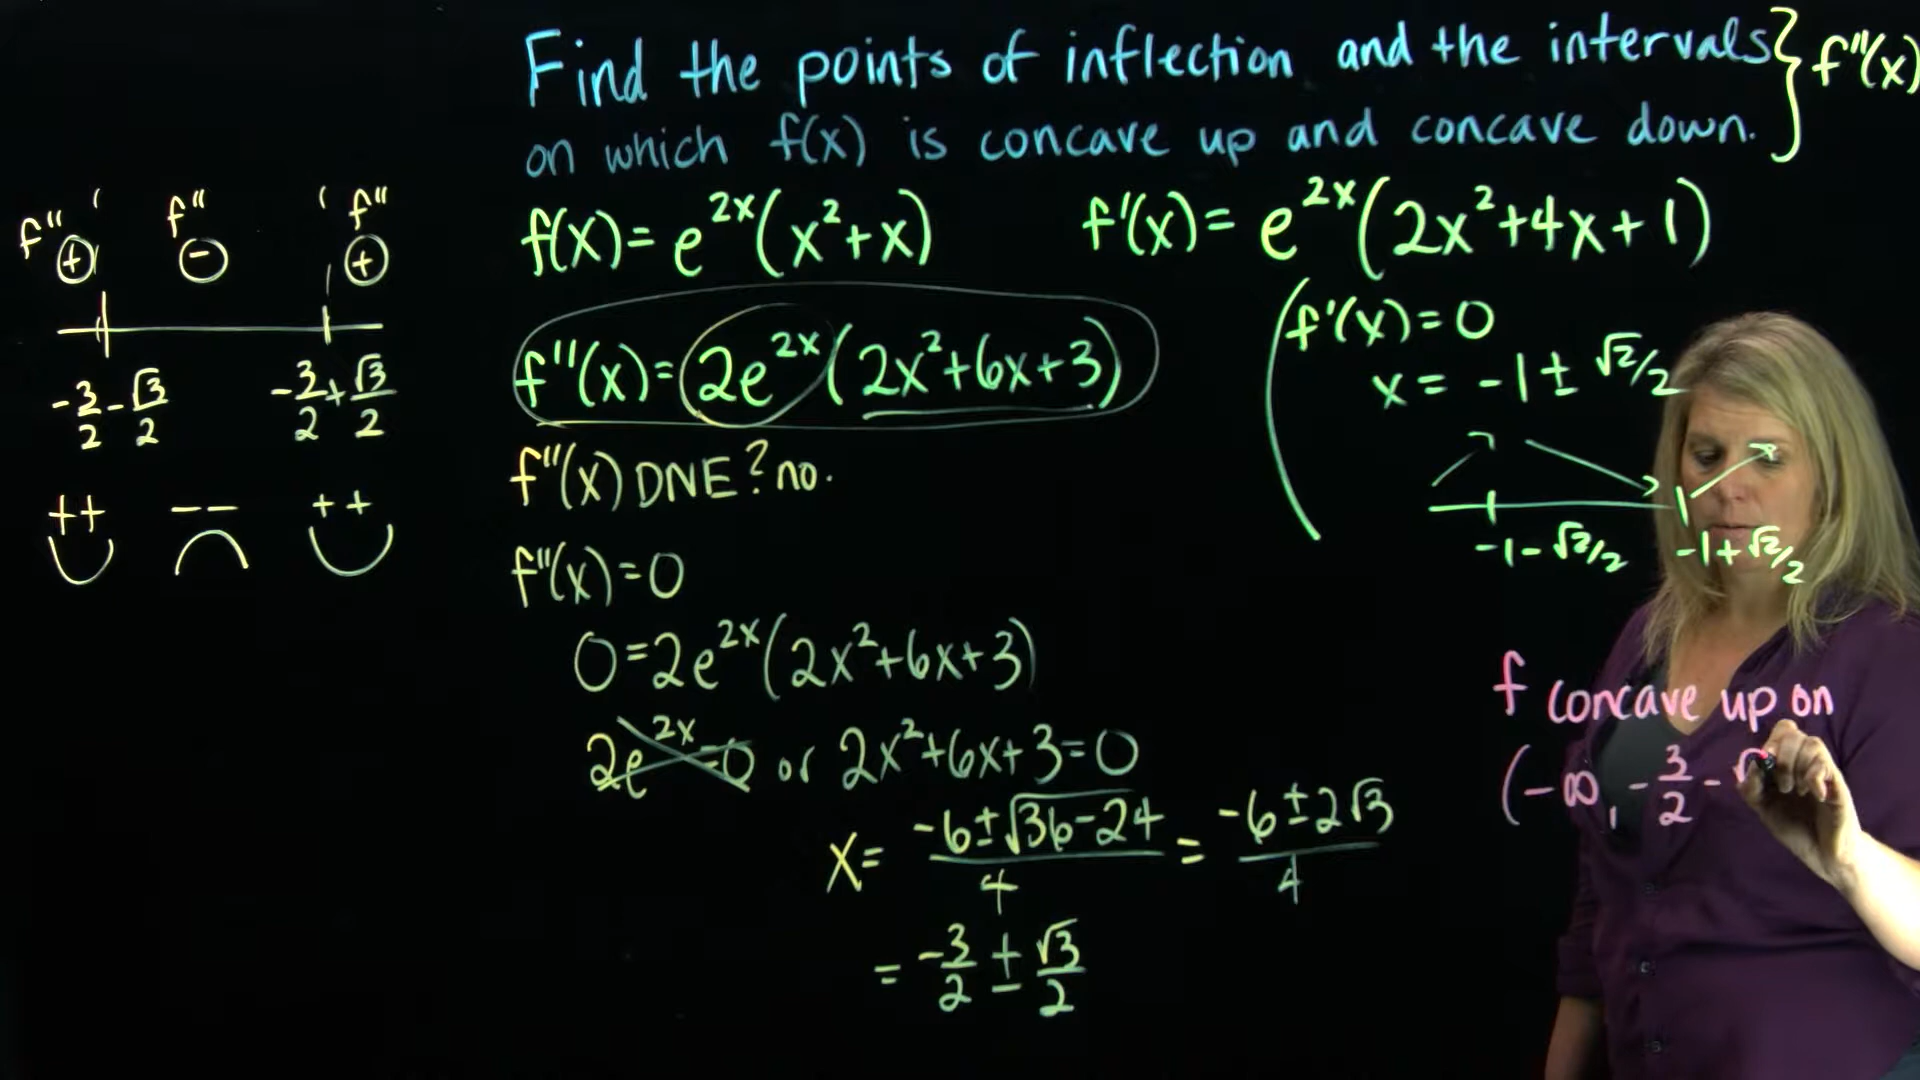 Find the points of inflection and the intervals } f''(x)
on which f(x) is concave up and concave down.
f'' f'' f''
+ - +
-3/2 - √3/2 -3/2 + √3/2
++ -- ++
f(x) = e^2x (x²+x)
f'(x) = e^2x (2x²+4x+1)
f''(x) = 2e^2x (2x²+6x+3)
f'(x) = 0
x = -1 ± √2/2
-1 - √2/2 -1 + √2/2
f''(x) DNE? no.
f''(x) = 0
0 = 2e^2x (2x²+6x+3)
2e^2x = 0 or 2x²+6x+3=0
x = (-6 ± √36-24)/4 = (-6 ± 2√3)/4
= -3/2 ± √3/2
f concave up on
(-∞, -3/2 - √